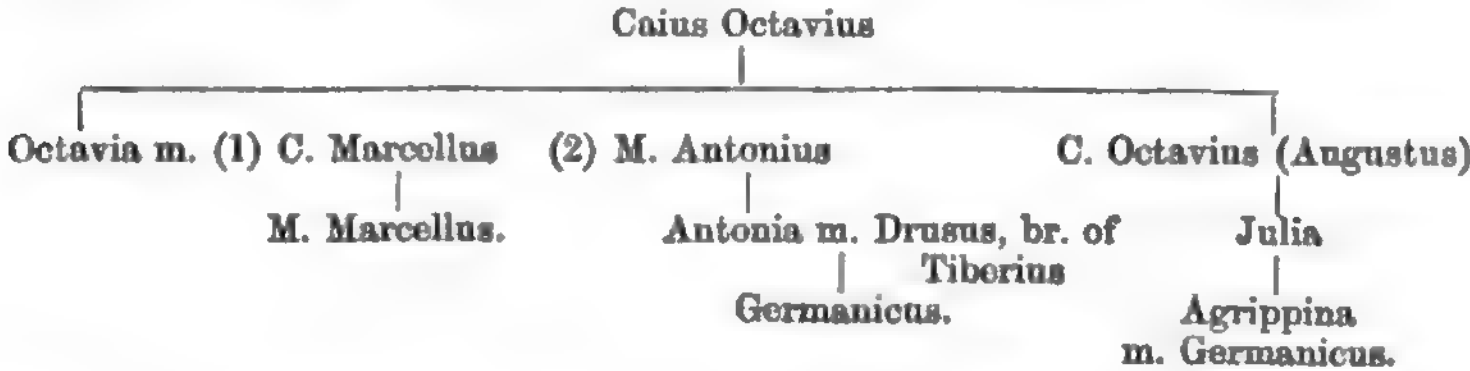 Caius Octavius
Octavia m. (1) C. Marcellus (2) M. Antonius C. Octavius (Augustus)
M. Marcellus. Antonia m. Drusus, br. of Julia
Tiberius
Germanicus. Agrippina
m. Germanicus.